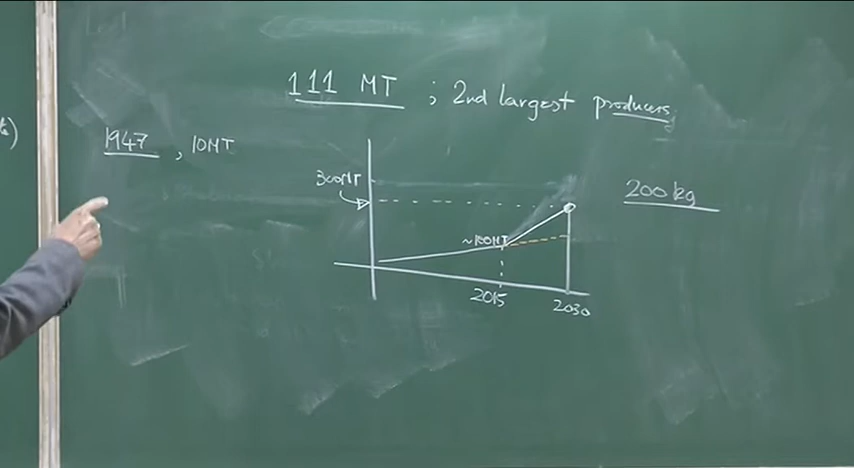 111 MT ; 2nd largest producers
1947 , 10MT
300MT
200 kg
~100MT
2015
2030